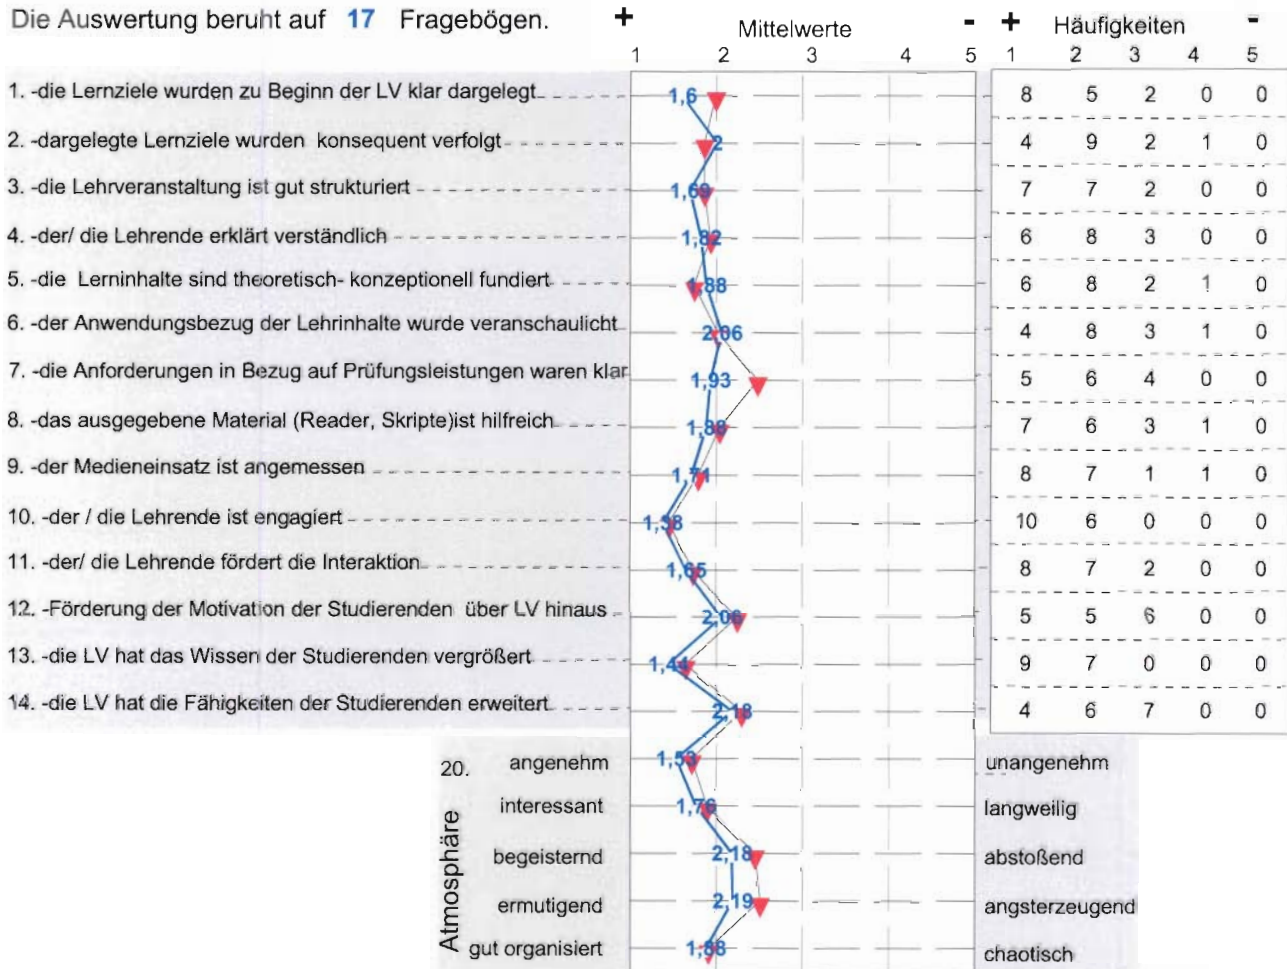 Die Auswertung beruht auf 17 Fragebögen. + Mittelwerte - + Häufigkeiten -
1 2 3 4 5 1 2 3 4 5
1. -die Lernziele wurden zu Beginn der LV klar dargelegt 1,6 8 5 2 0 0
2. -dargelegte Lernziele wurden konsequent verfolgt 2 4 9 2 1 0
3. -die Lehrveranstaltung ist gut strukturiert 1,69 7 7 2 0 0
4. -der/ die Lehrende erklärt verständlich 1,82 6 8 3 0 0
5. -die Lerninhalte sind theoretisch- konzeptionell fundiert 1,88 6 8 2 1 0
6. -der Anwendungsbezug der Lehrinhalte wurde veranschaulicht 2,06 4 8 3 1 0
7. -die Anforderungen in Bezug auf Prüfungsleistungen waren klar 1,93 5 6 4 0 0
8. -das ausgegebene Material (Reader, Skripte)ist hilfreich 1,88 7 6 3 1 0
9. -der Medieneinsatz ist angemessen 1,71 8 7 1 1 0
10. -der / die Lehrende ist engagiert 1,38 10 6 0 0 0
11. -der/ die Lehrende fördert die Interaktion 1,65 8 7 2 0 0
12. -Förderung der Motivation der Studierenden über LV hinaus 2,06 5 5 6 0 0
13. -die LV hat das Wissen der Studierenden vergrößert 1,44 9 7 0 0 0
14. -die LV hat die Fähigkeiten der Studierenden erweitert 2,18 4 6 7 0 0
20. angenehm 1,53 unangenehm
interessant 1,76 langweilig
Atmosphäre
begeisternd 2,18 abstoßend
ermutigend 2,19 angsterzeugend
gut organisiert 1,88 chaotisch